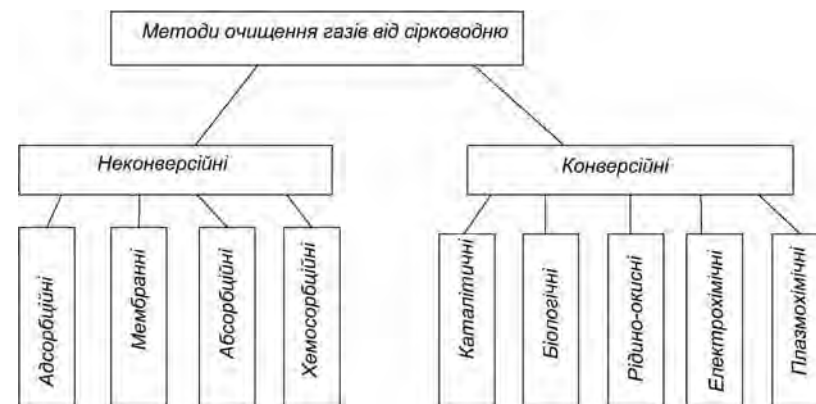 Методи очищення газів від сірководню
Неконверсійні
Конверсійні
Адсорбційні
Мембранні
Абсорбційні
Хемосорбційні
Каталітичні
Біологічні
Рідино-окисні
Електрохімічні
Плазмохімічні